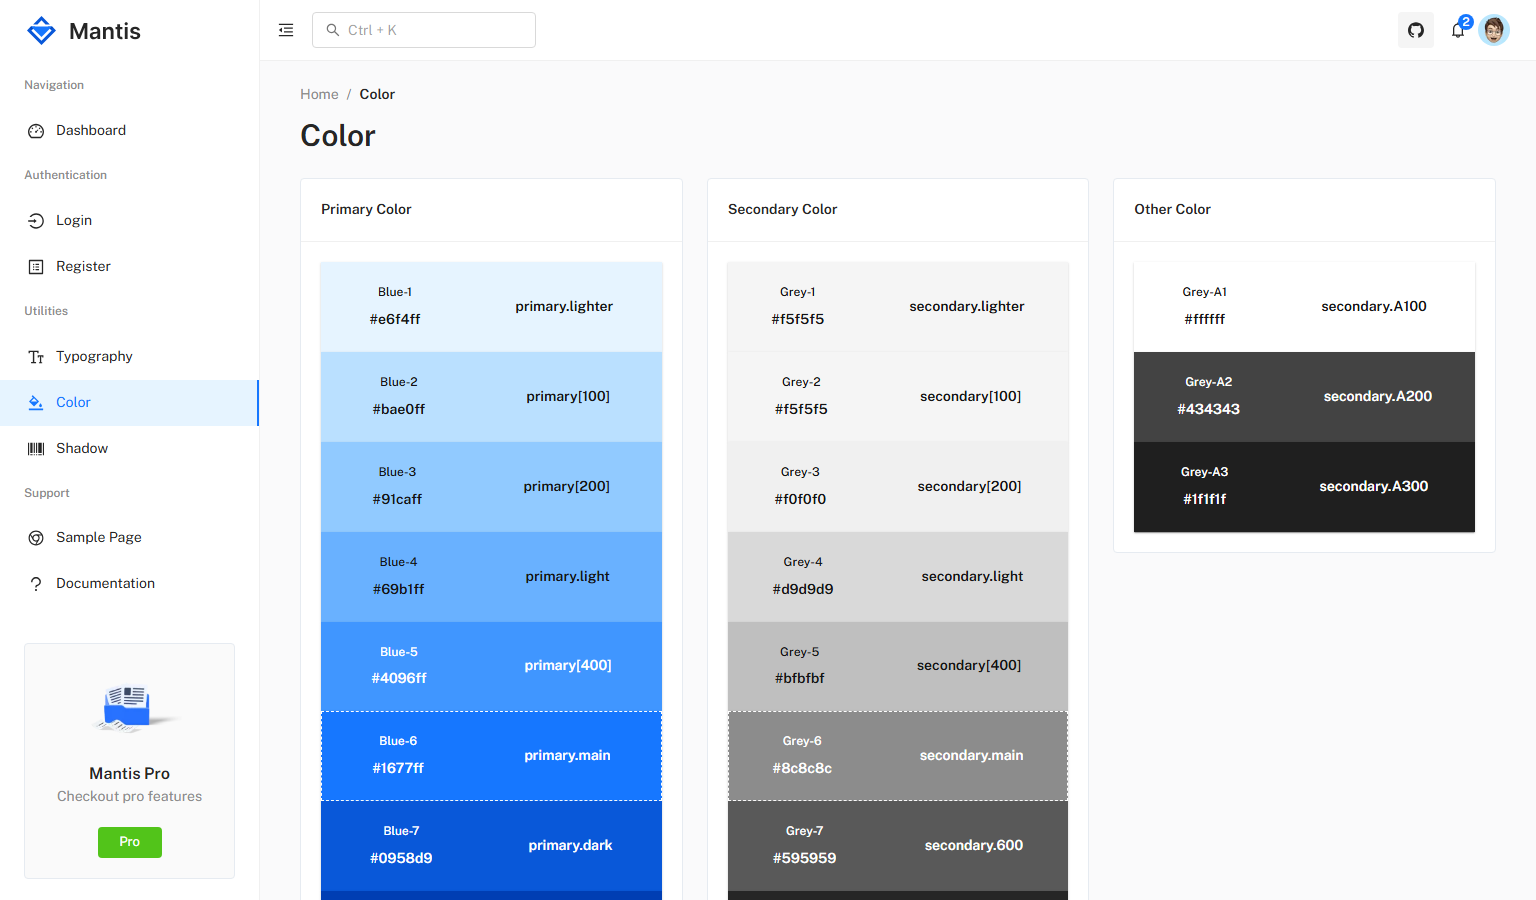 Mantis
Navigation
Dashboard
Authentication
Login
Register
Utilities
Typography
Color
Shadow
Support
Sample Page
Documentation
Mantis Pro
Checkout pro features
Pro
Ctrl + K
2
Home / Color
Color
Primary Color
Blue-1
#e6f4ff
primary.lighter
Blue-2
#bae0ff
primary[100]
Blue-3
#91caff
primary[200]
Blue-4
#69b1ff
primary.light
Blue-5
#4096ff
primary[400]
Blue-6
#1677ff
primary.main
Blue-7
#0958d9
primary.dark
Secondary Color
Grey-1
#f5f5f5
secondary.lighter
Grey-2
#f5f5f5
secondary[100]
Grey-3
#f0f0f0
secondary[200]
Grey-4
#d9d9d9
secondary.light
Grey-5
#bfbfbf
secondary[400]
Grey-6
#8c8c8c
secondary.main
Grey-7
#595959
secondary.600
Other Color
Grey-A1
#ffffff
secondary.A100
Grey-A2
#434343
secondary.A200
Grey-A3
#1f1f1f
secondary.A300